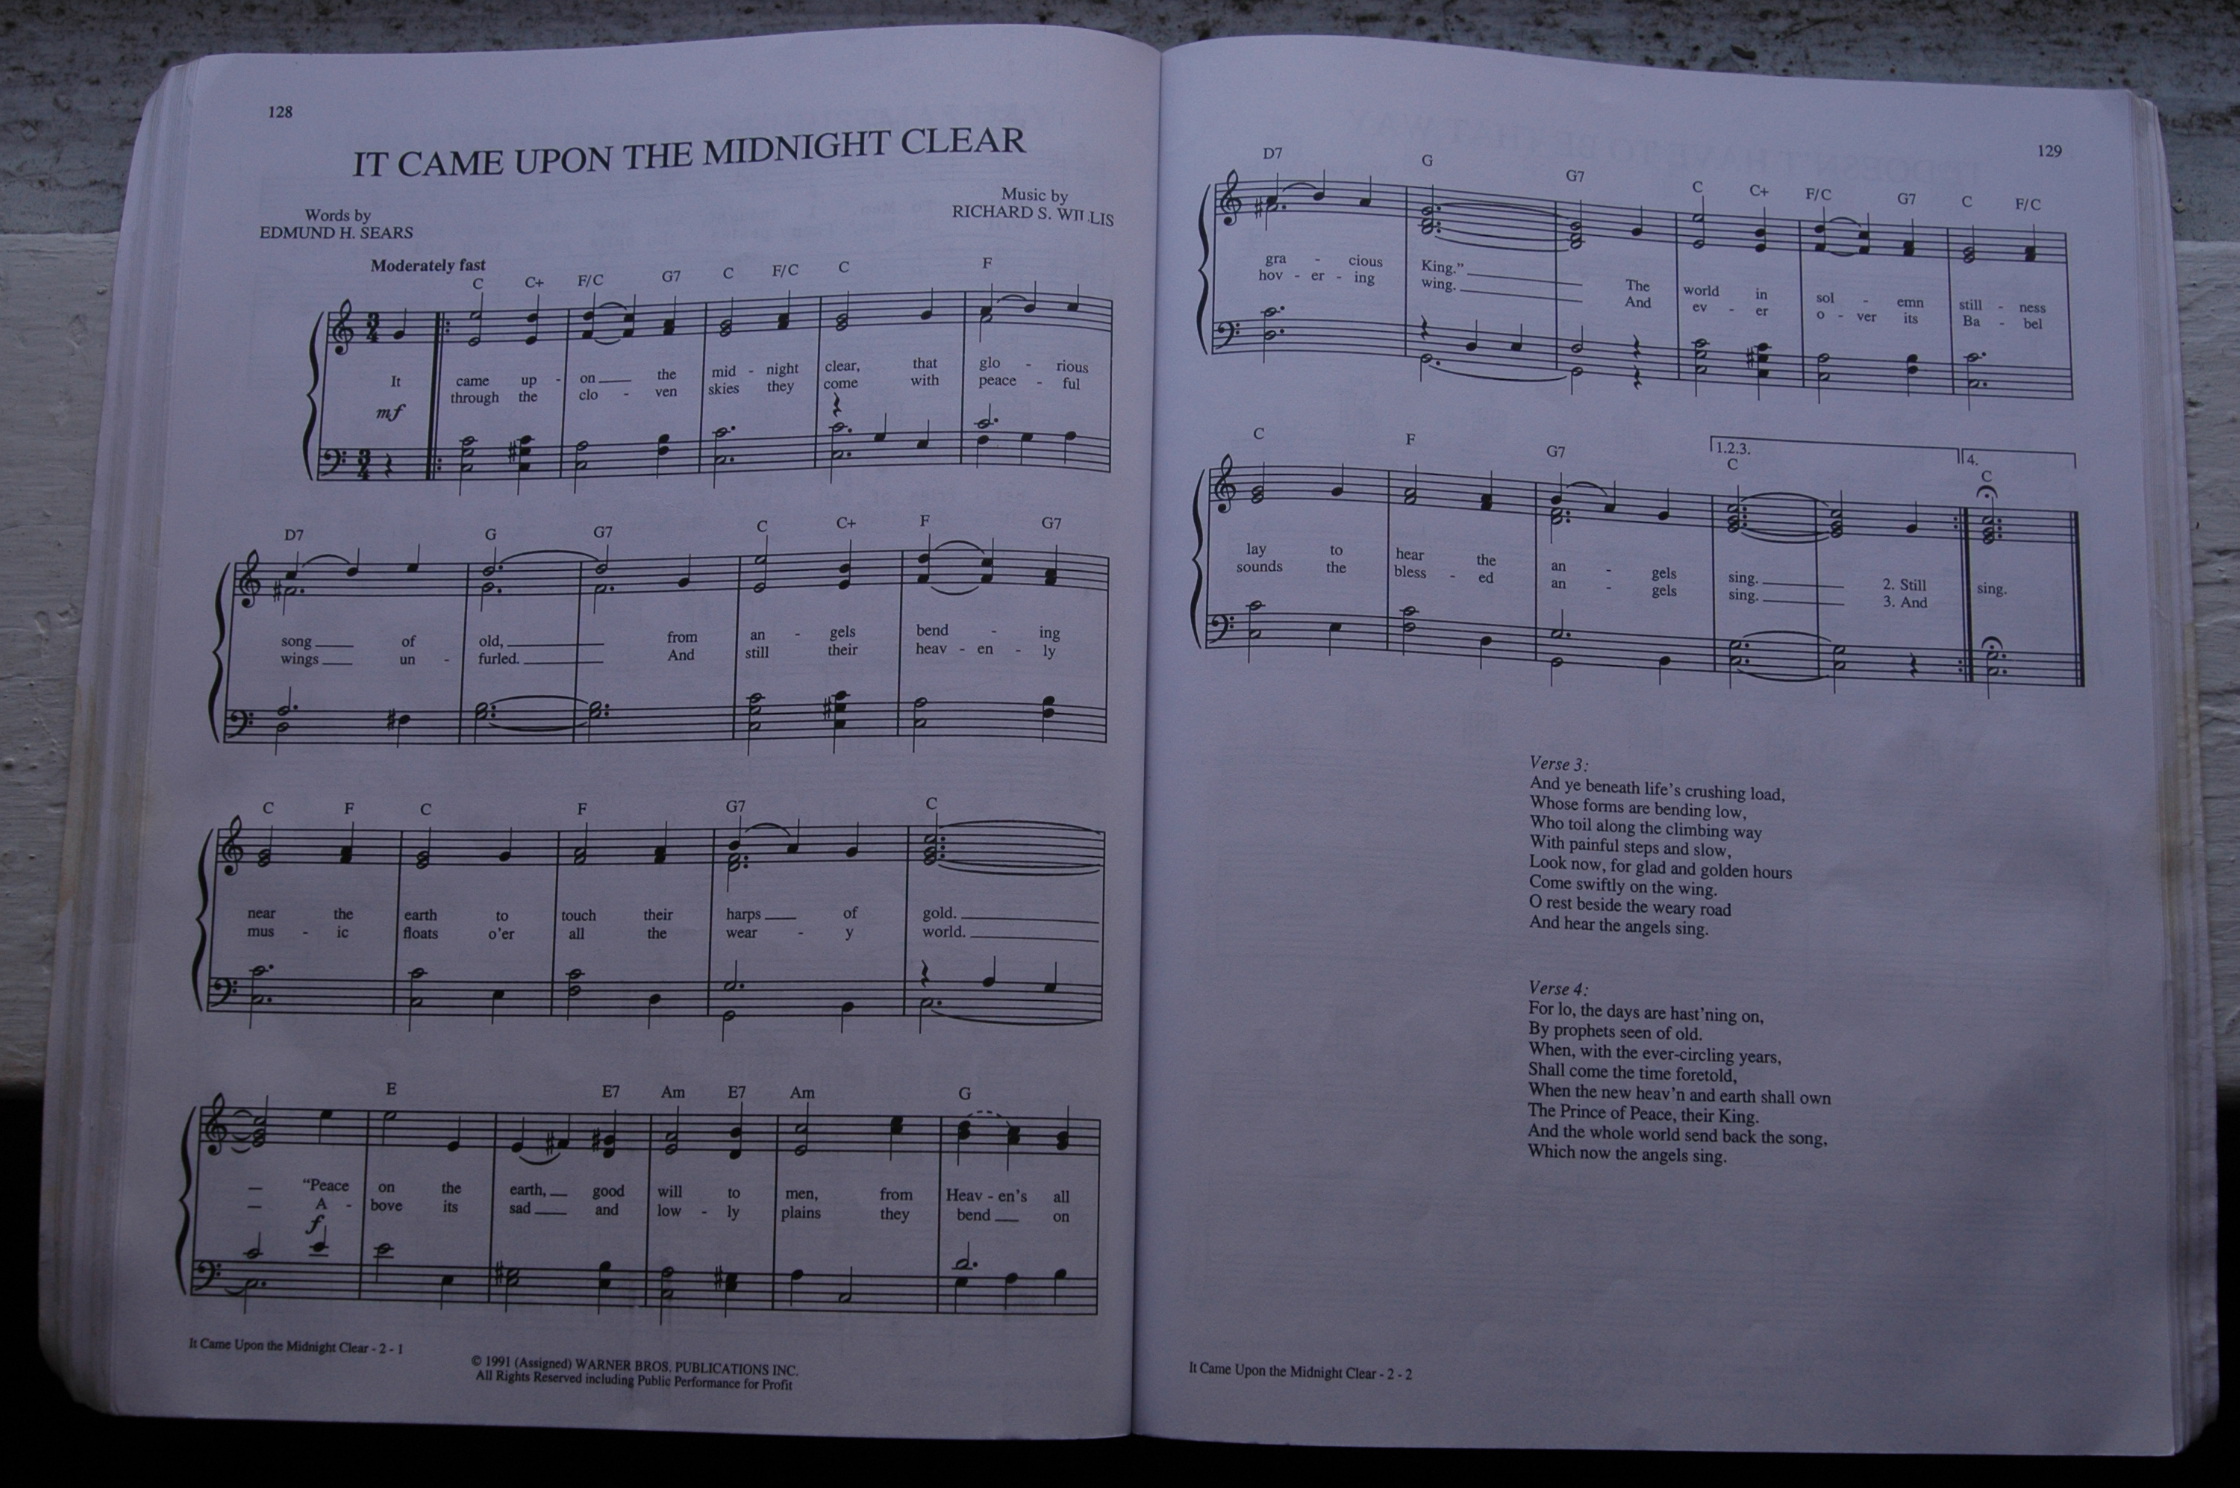 128
IT CAME UPON THE MIDNIGHT CLEAR
Words by
EDMUND H. SEARS
Music by
RICHARD S. WILLIS
Moderately fast
C C+ F/C G7 C F/C C F
It came up - on the mid - night clear, that glo - rious
through the clo - ven skies they come with peace - ful
mf
D7 G G7 C C+ F G7
song of old, from an - gels bend - ing
wings un - furled. And still their heav - en - ly
C F C F G7 C
near the earth to touch their harps of gold.
mus - ic floats o'er all the wear - y world.
E E7 Am E7 Am G
"Peace on the earth, good will to men, from Heav - en's all
A - bove its sad and low - ly plains they bend on
f
It Came Upon the Midnight Clear - 2 - 1
© 1991 (Assigned) WARNER BROS. PUBLICATIONS INC.
All Rights Reserved including Public Performance for Profit
129
D7 G G7 C C+ F/C G7 C F/C
gra - cious King." The world in sol - emn still - ness
hov - er - ing wing. And ev - er o - ver its Ba - bel
C F G7 1.2.3. C 4. C
lay to hear the an - gels sing. 2. Still sing.
sounds the bless - ed an - gels sing. 3. And
Verse 3:
And ye beneath life's crushing load,
Whose forms are bending low,
Who toil along the climbing way
With painful steps and slow,
Look now, for glad and golden hours
Come swiftly on the wing.
O rest beside the weary road
And hear the angels sing.
Verse 4:
For lo, the days are hast'ning on,
By prophets seen of old.
When, with the ever-circling years,
Shall come the time foretold,
When the new heav'n and earth shall own
The Prince of Peace, their King.
And the whole world send back the song,
Which now the angels sing.
It Came Upon the Midnight Clear - 2 - 2